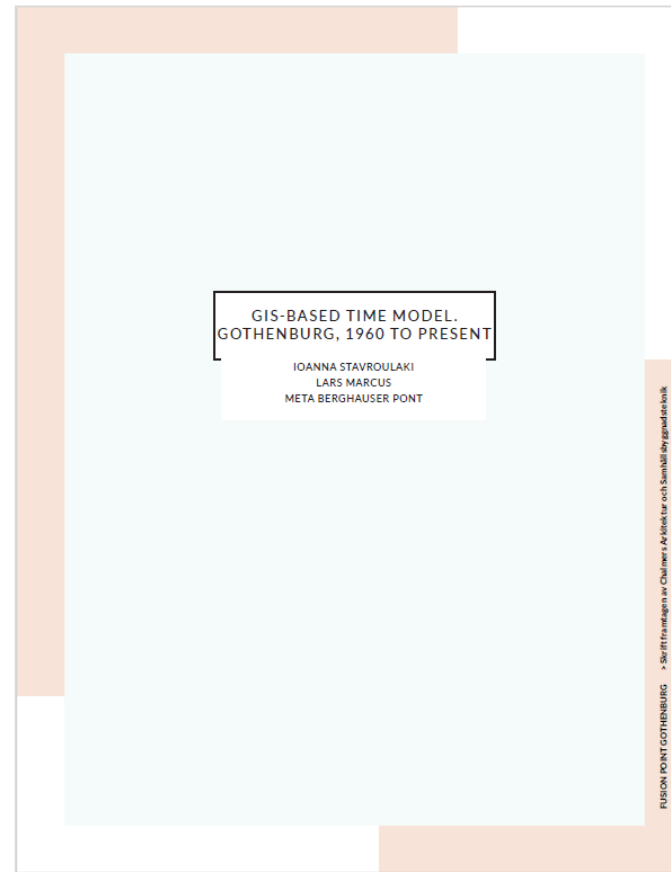 GIS-BASED TIME MODEL.
GOTHENBURG, 1960 TO PRESENT
IOANNA STAVROULAKI
LARS MARCUS
META BERGHAUSER PONT
FUSION POINT GOTHENBURG > Skrift framtagen av Chalmers Arkitektur och Samhällsbyggnadsteknik